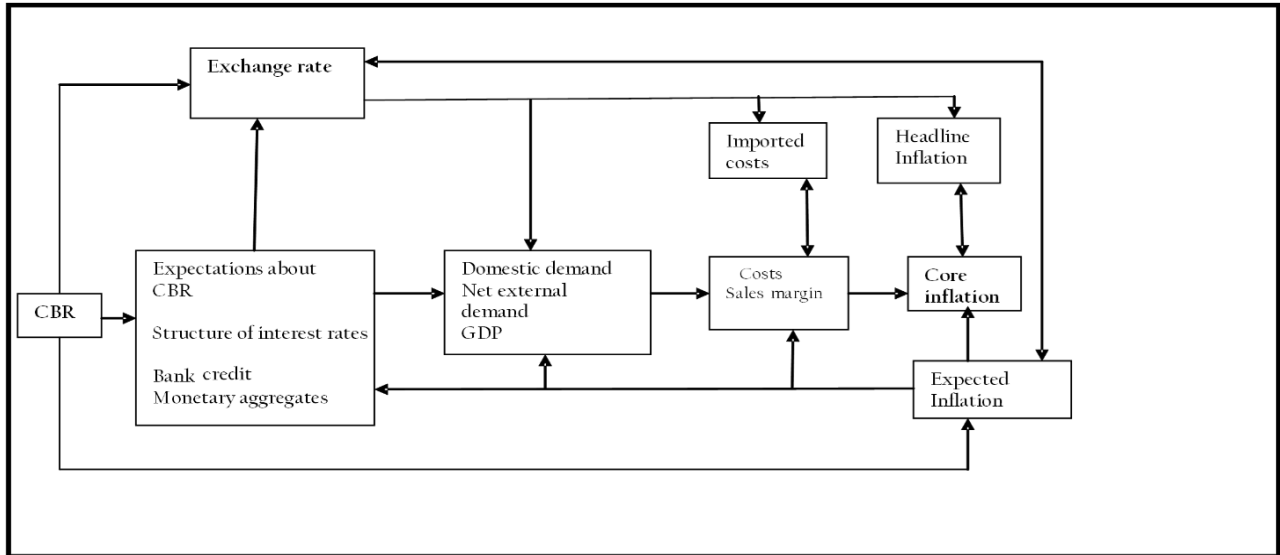 Exchange rate
Imported
costs
Headline
Inflation
CBR
Expectations about
CBR
Structure of interest rates
Bank credit
Monetary aggregates
Domestic demand
Net external
demand
GDP
Costs
Sales margin
Core
inflation
Expected
Inflation